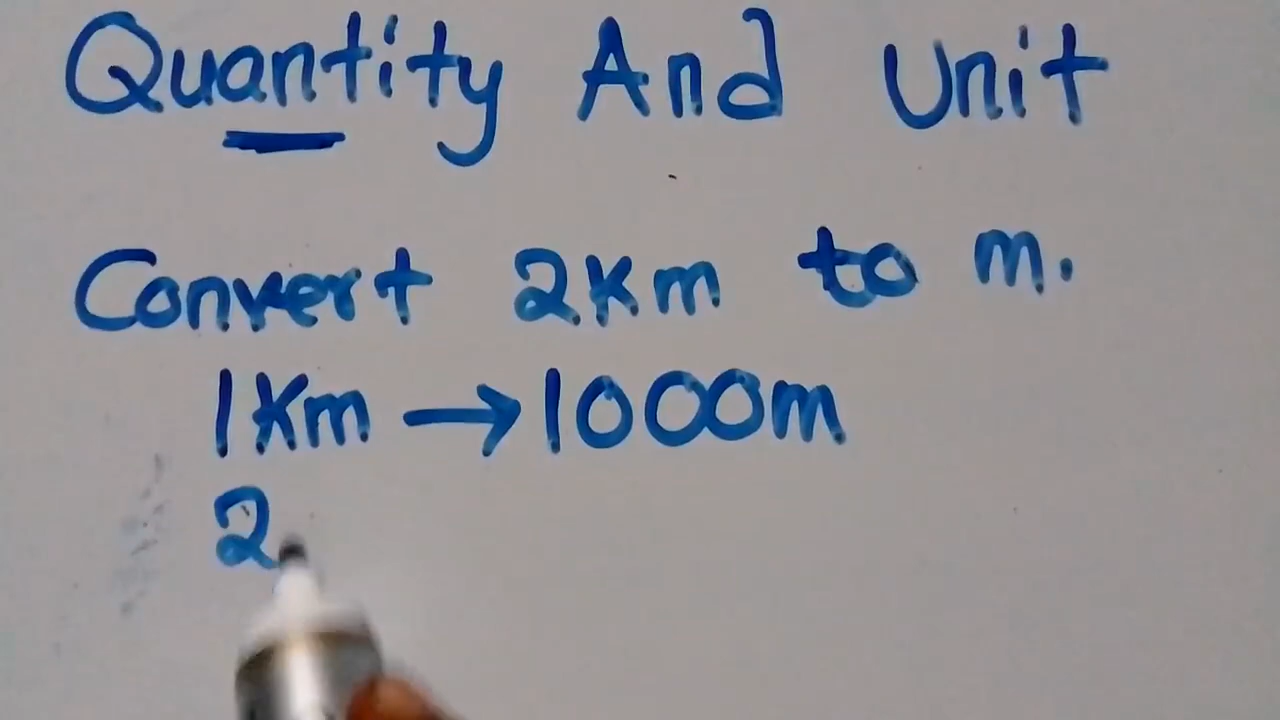 Quantity And Unit
Convert 2Km to m.
1Km → 1000m
2